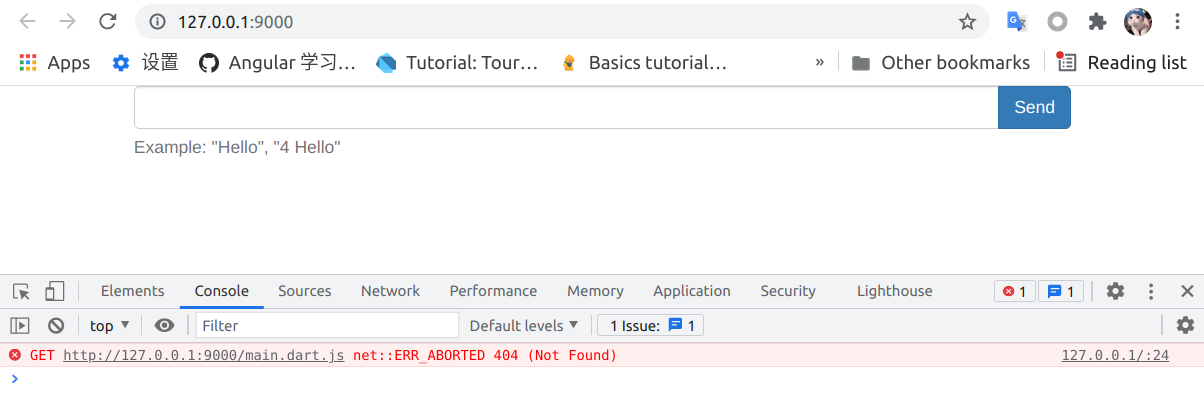 127.0.0.1:9000
Apps 设置 Angular 学习… Tutorial: Tour… Basics tutorial… » Other bookmarks Reading list
Send
Example: "Hello", "4 Hello"
Elements Console Sources Network Performance Memory Application Security Lighthouse 1 1
top Filter Default levels 1 Issue: 1
GET http://127.0.0.1:9000/main.dart.js net::ERR_ABORTED 404 (Not Found) 127.0.0.1/:24